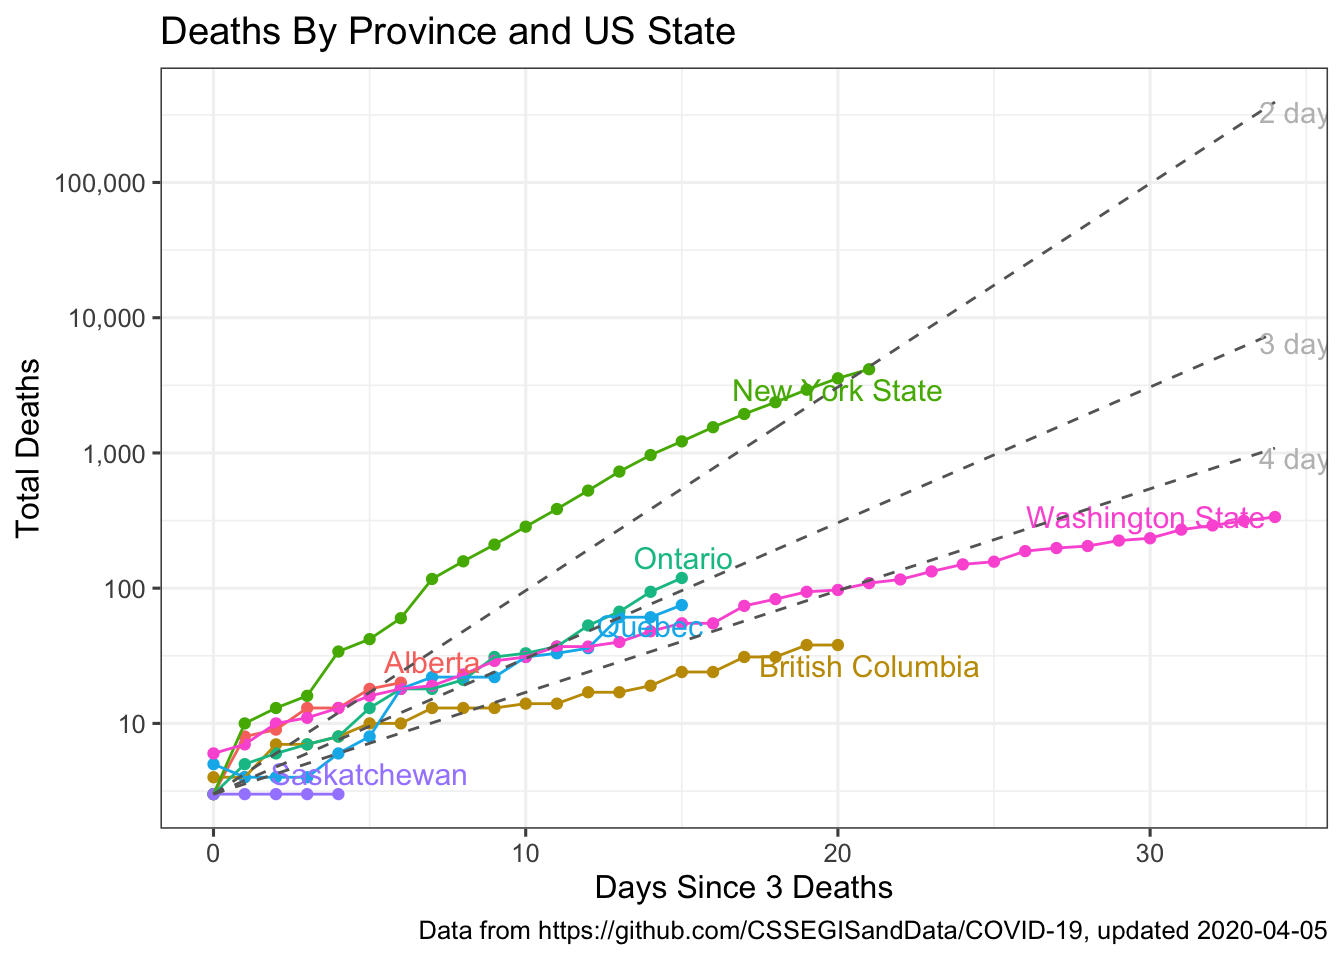 Deaths By Province and US State
Total Deaths
100,000
10,000
1,000
100
10
2 day
3 day
4 day
New York State
Washington State
Ontario
Quebec
Alberta
British Columbia
Saskatchewan
0
10
20
30
Days Since 3 Deaths
Data from https://github.com/CSSEGISandData/COVID-19, updated 2020-04-05